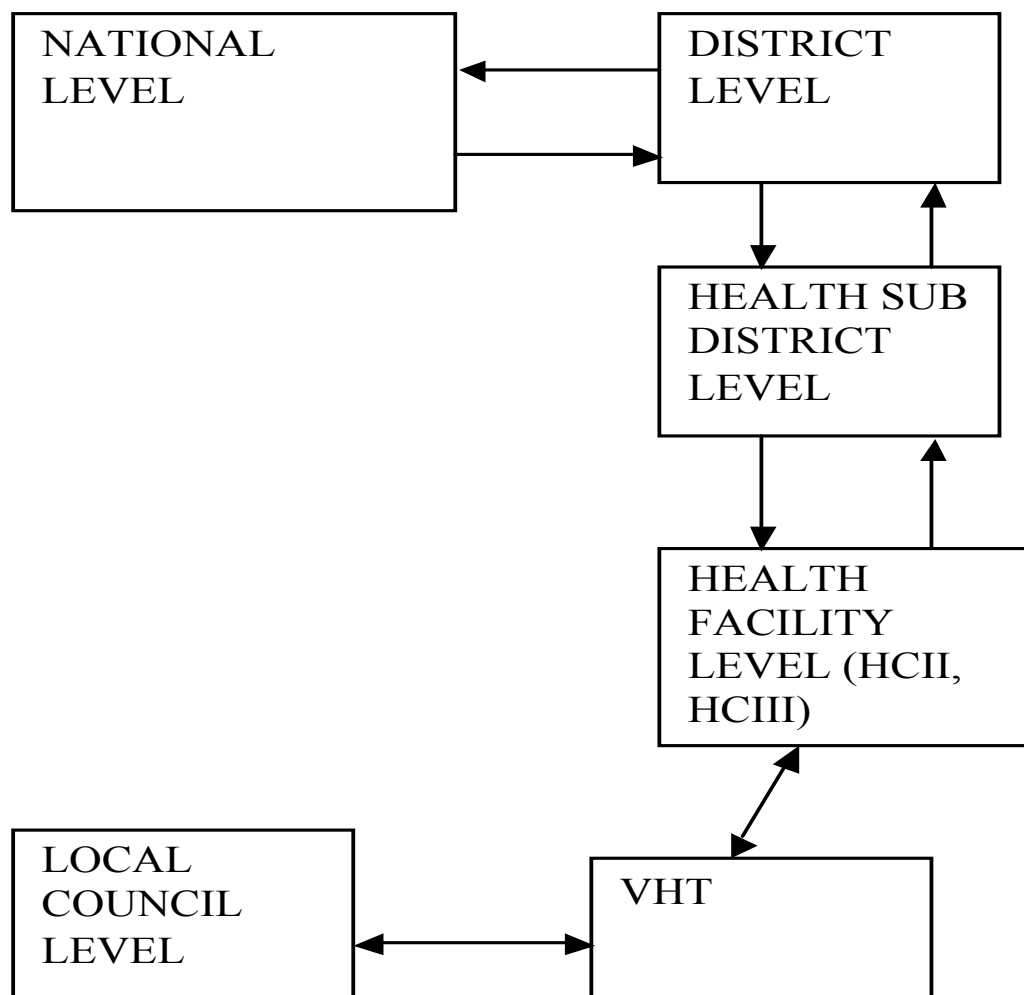 NATIONAL
LEVEL
DISTRICT
LEVEL
HEALTH SUB
DISTRICT
LEVEL
HEALTH
FACILITY
LEVEL (HCII,
HCIII)
LOCAL
COUNCIL
LEVEL
VHT